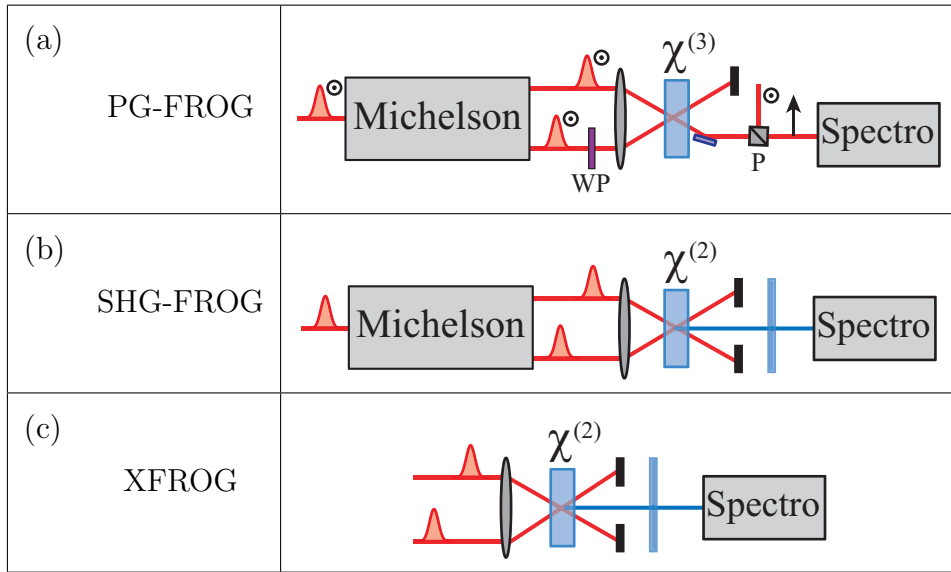 (a)
PG-FROG
Michelson
WP
χ(3)
P
Spectro
(b)
SHG-FROG
Michelson
χ(2)
Spectro
(c)
XFROG
χ(2)
Spectro